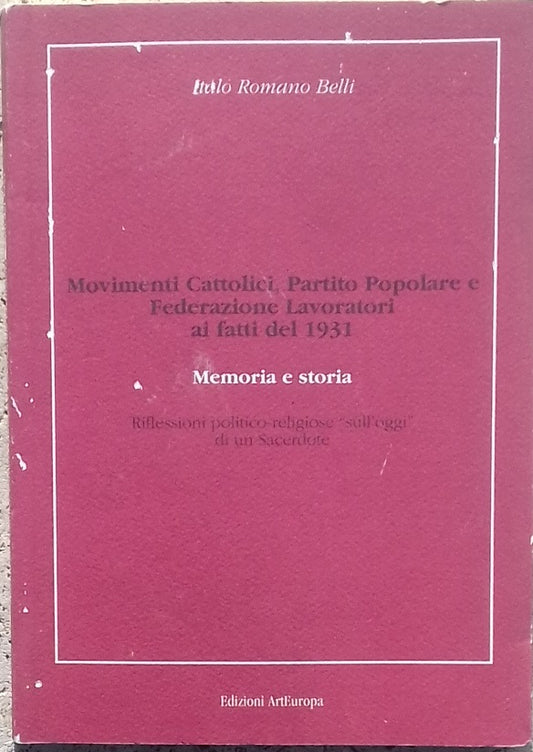 Italo Romano Belli
Movimenti Cattolici, Partito Popolare e
Federazione Lavoratori
ai fatti del 1931
Memoria e storia
Riflessioni politico-religiose "sull'oggi"
di un Sacerdote
Edizioni ArtEuropa